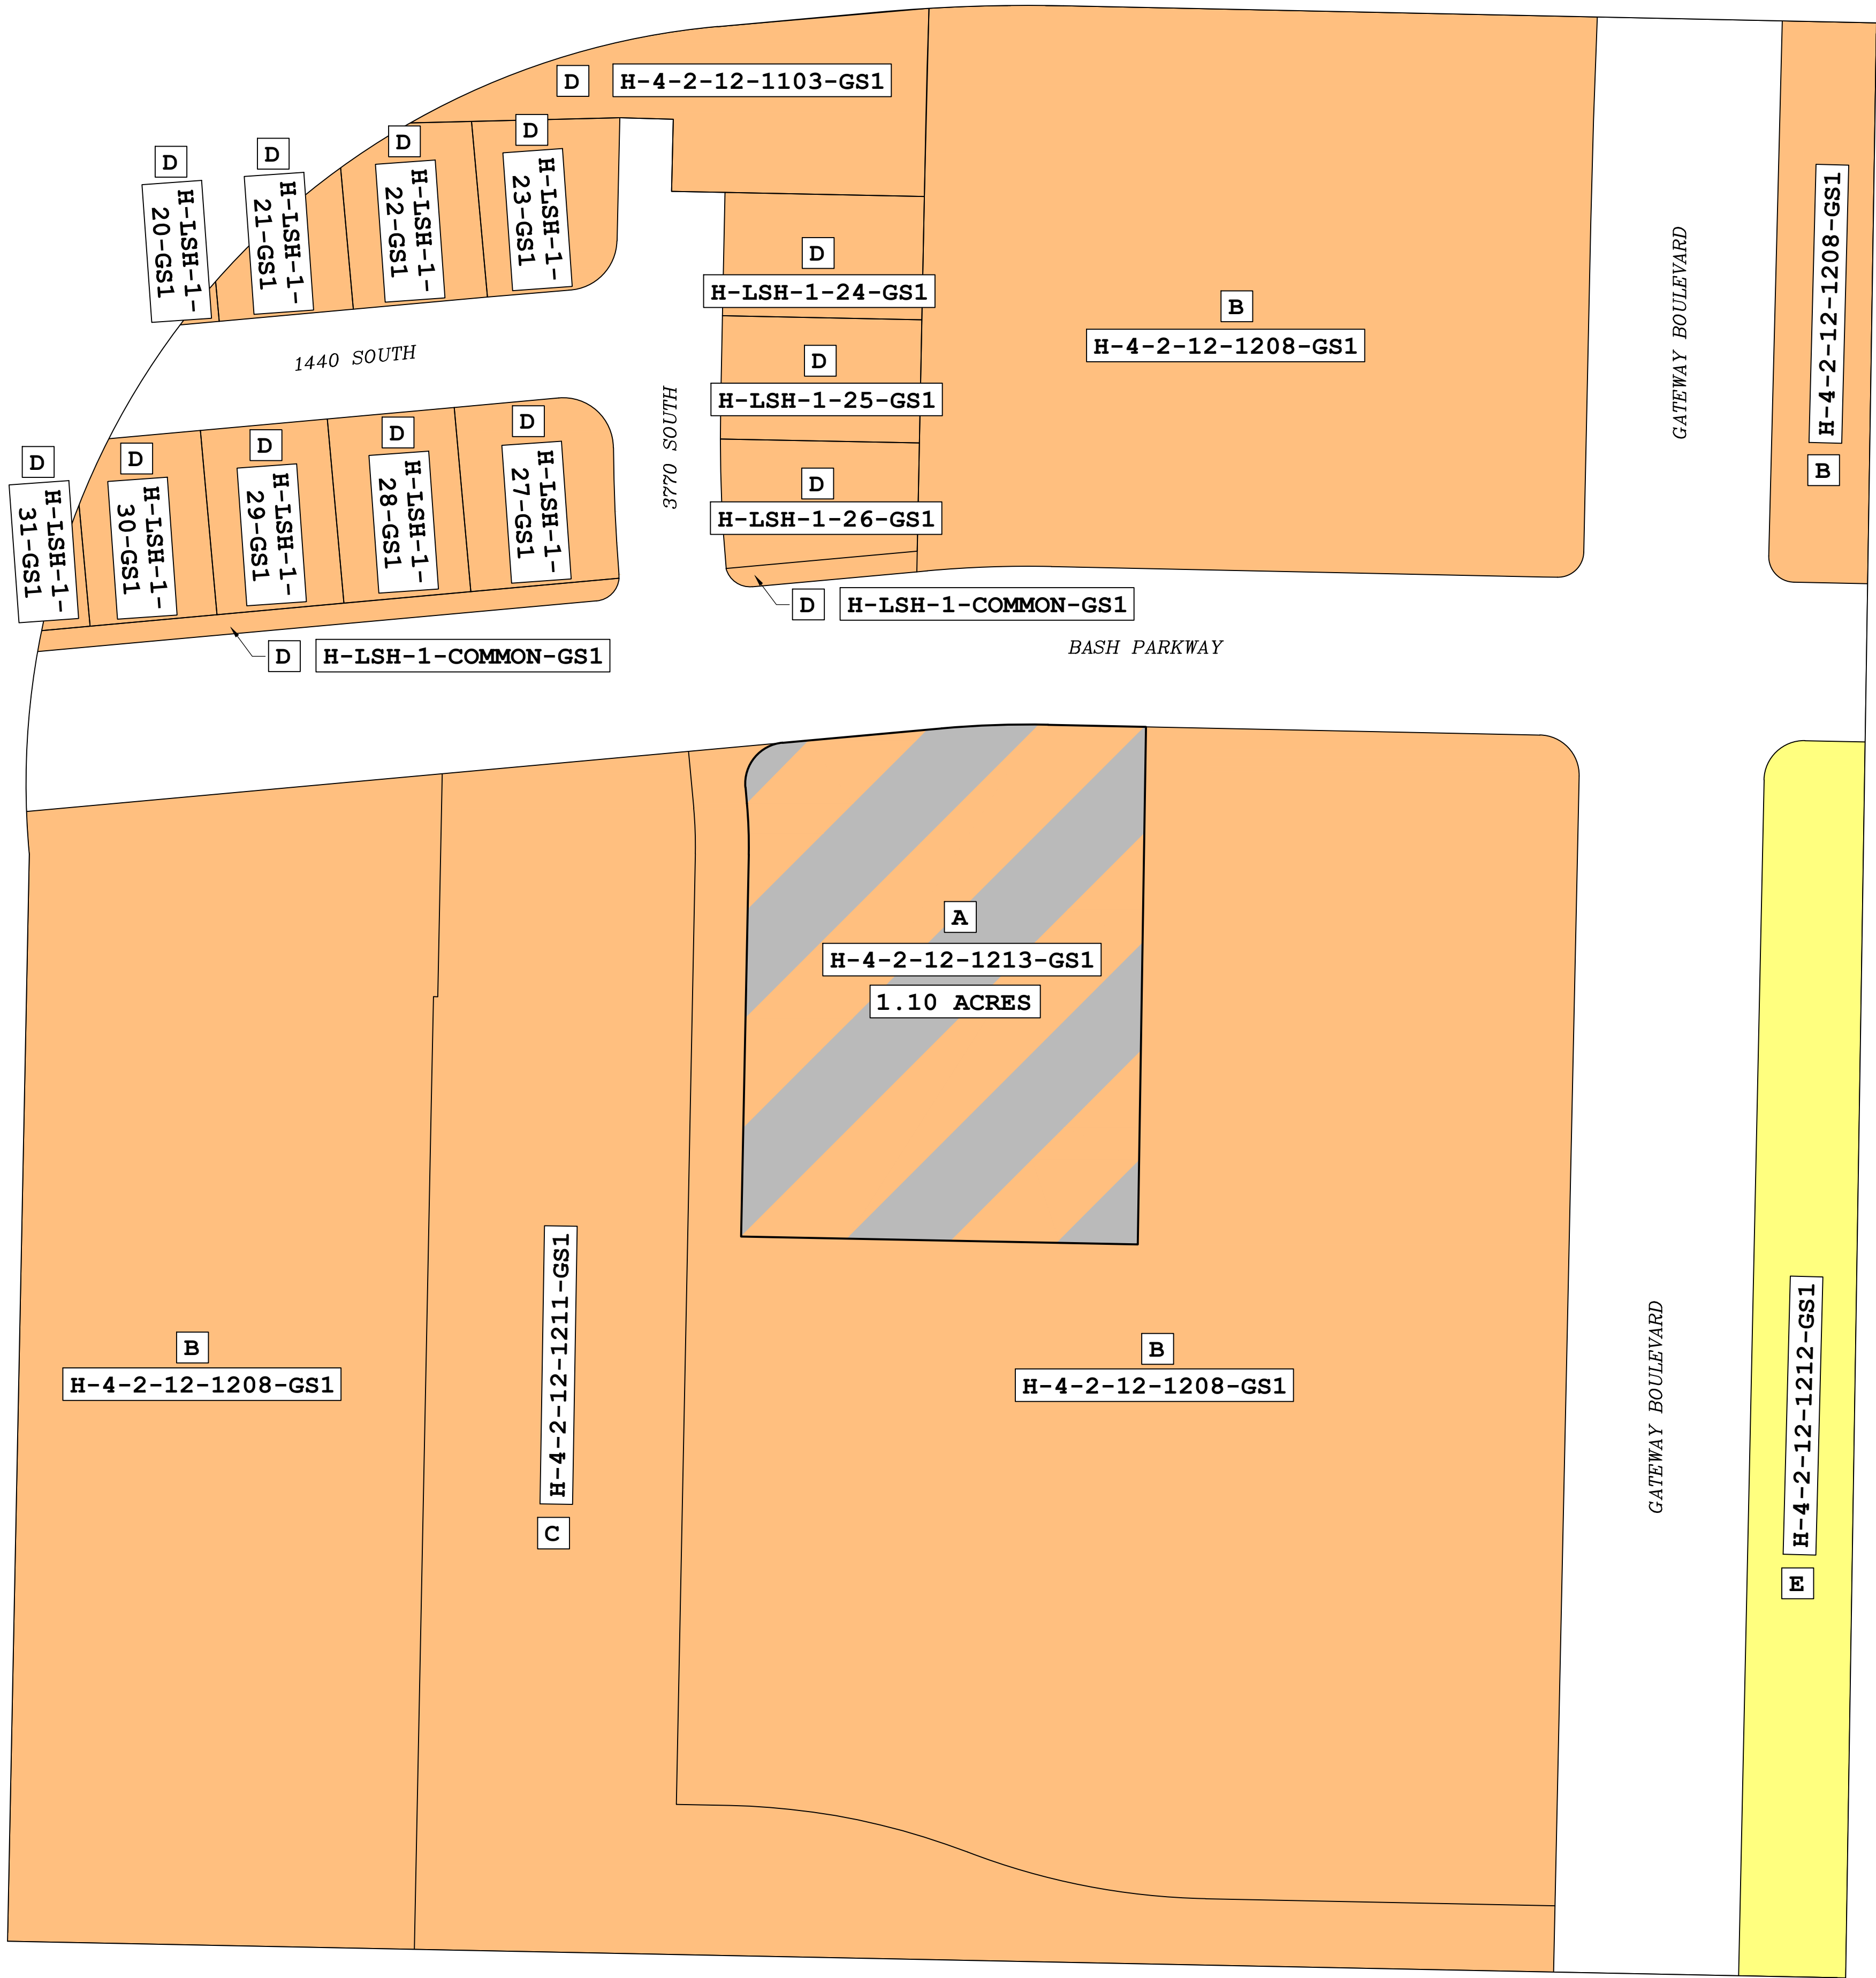 D H-4-2-12-1103-GS1
D
H-LSH-1-
20-GS1
D
H-LSH-1-
21-GS1
D
H-LSH-1-
22-GS1
D
H-LSH-1-
23-GS1
D
H-LSH-1-24-GS1
D
H-LSH-1-25-GS1
D
H-LSH-1-26-GS1
B
H-4-2-12-1208-GS1
GATEWAY BOULEVARD
H-4-2-12-1208-GS1
B
1440 SOUTH
3770 SOUTH
D
H-LSH-1-
31-GS1
D
H-LSH-1-
30-GS1
D
H-LSH-1-
29-GS1
D
H-LSH-1-
28-GS1
D
H-LSH-1-
27-GS1
D H-LSH-1-COMMON-GS1
D H-LSH-1-COMMON-GS1
BASH PARKWAY
A
H-4-2-12-1213-GS1
1.10 ACRES
B
H-4-2-12-1208-GS1
H-4-2-12-1211-GS1
C
B
H-4-2-12-1208-GS1
GATEWAY BOULEVARD
H-4-2-12-1212-GS1
E